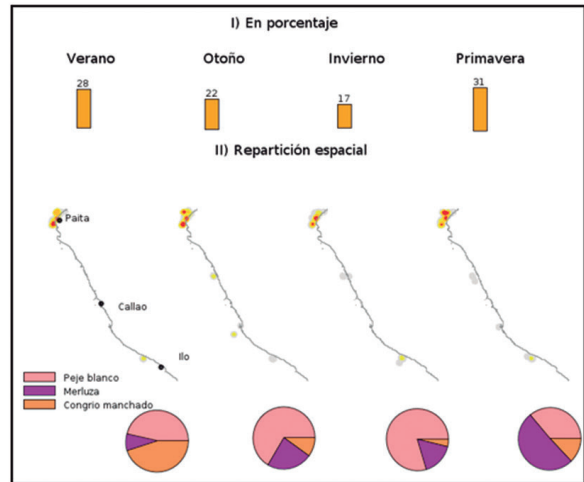 I) En porcentaje
Verano Otoño Invierno Primavera
28 22 17 31
II) Repartición espacial
Paita
Callao
Ilo
Peje blanco
Merluza
Congrio manchado